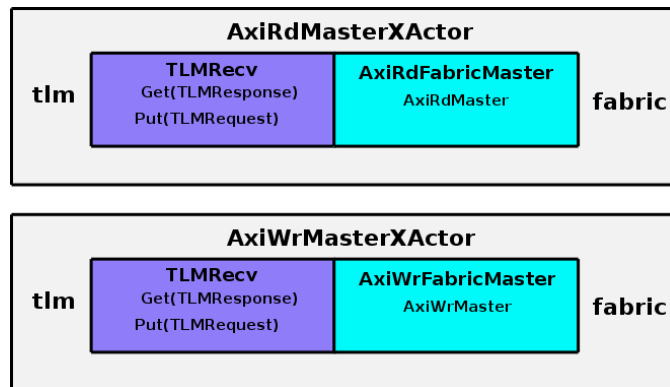 AxiRdMasterXActor
tlm
TLMRecv
Get(TLMResponse)
Put(TLMRequest)
AxiRdFabricMaster
AxiRdMaster
fabric
AxiWrMasterXActor
tlm
TLMRecv
Get(TLMResponse)
Put(TLMRequest)
AxiWrFabricMaster
AxiWrMaster
fabric